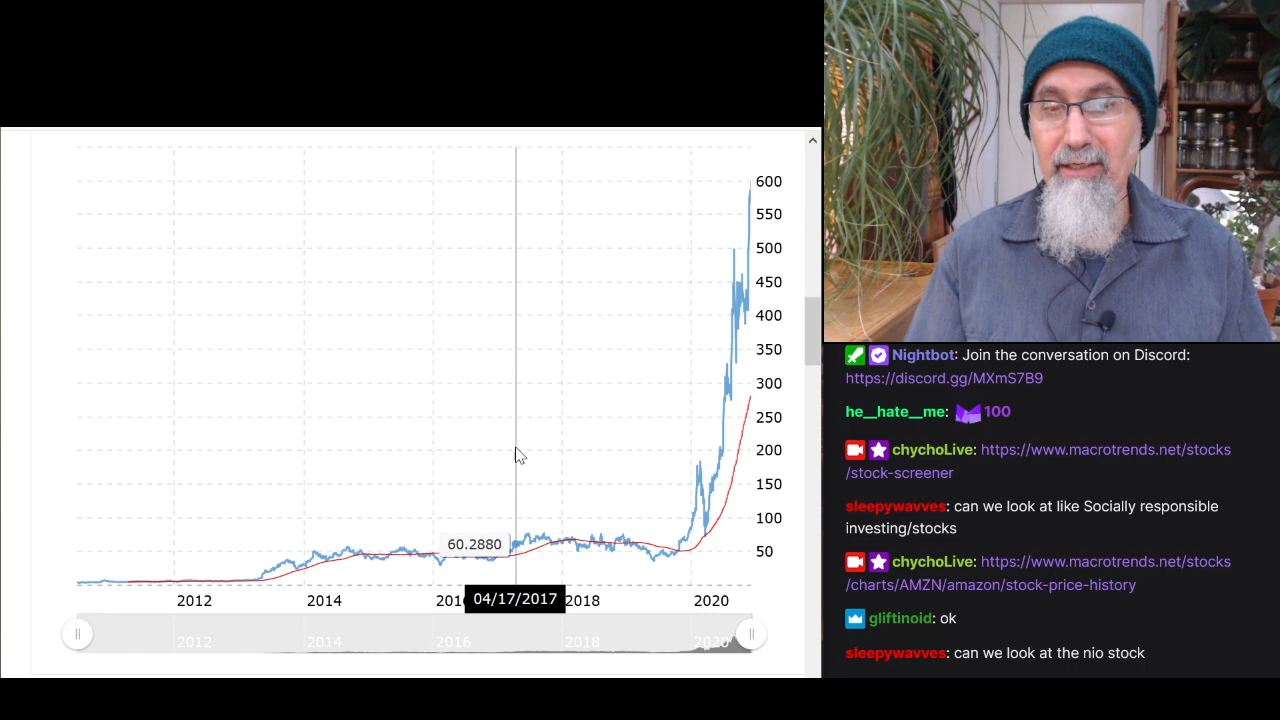 600
550
500
450
400
350
300
250
200
150
100
50
60.2880
2012
2014
2016
04/17/2017
2018
2020
2012
2014
2016
2018
2020
Nightbot: Join the conversation on Discord:
https://discord.gg/MXmS7B9
he__hate__me: 100
chychoLive: https://www.macrotrends.net/stocks
/stock-screener
sleepywavves: can we look at like Socially responsible
investing/stocks
chychoLive: https://www.macrotrends.net/stocks
/charts/AMZN/amazon/stock-price-history
gliftinoid: ok
sleepywavves: can we look at the nio stock